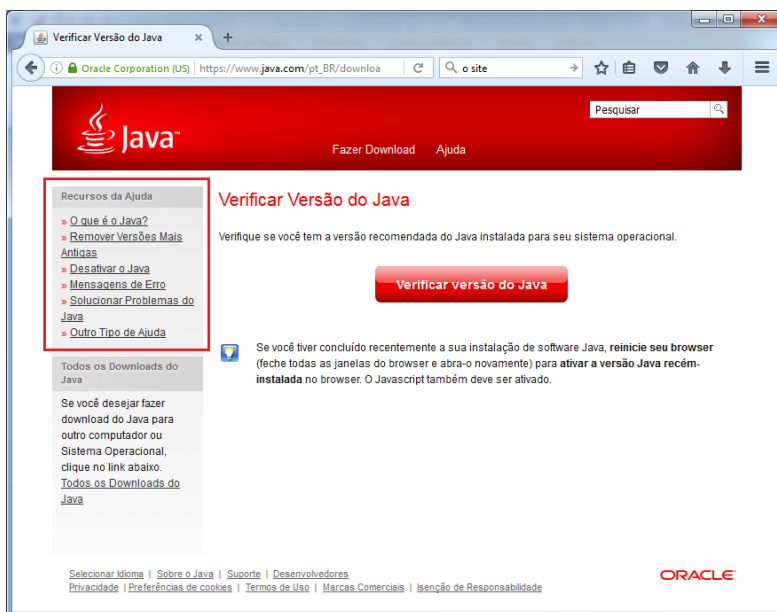 Verificar Versão do Java
Oracle Corporation (US)
https://www.java.com/pt_BR/downloa
o site
Java™
Pesquisar
Fazer Download
Ajuda
Recursos da Ajuda
» O que é o Java?
» Remover Versões Mais
Antigas
» Desativar o Java
» Mensagens de Erro
» Solucionar Problemas do
Java
» Outro Tipo de Ajuda
Todos os Downloads do
Java
Se você desejar fazer
download do Java para
outro computador ou
Sistema Operacional,
clique no link abaixo.
Todos os Downloads do
Java
Verificar Versão do Java
Verifique se você tem a versão recomendada do Java instalada para seu sistema operacional.
Verificar versão do Java
Se você tiver concluído recentemente a sua instalação de software Java, reinicie seu browser
(feche todas as janelas do browser e abra-o novamente) para ativar a versão Java recém-
instalada no browser. O Javascript também deve ser ativado.
Selecionar Idioma | Sobre o Java | Suporte | Desenvolvedores
Privacidade | Preferências de cookies | Termos de Uso | Marcas Comerciais | Isenção de Responsabilidade
ORACLE